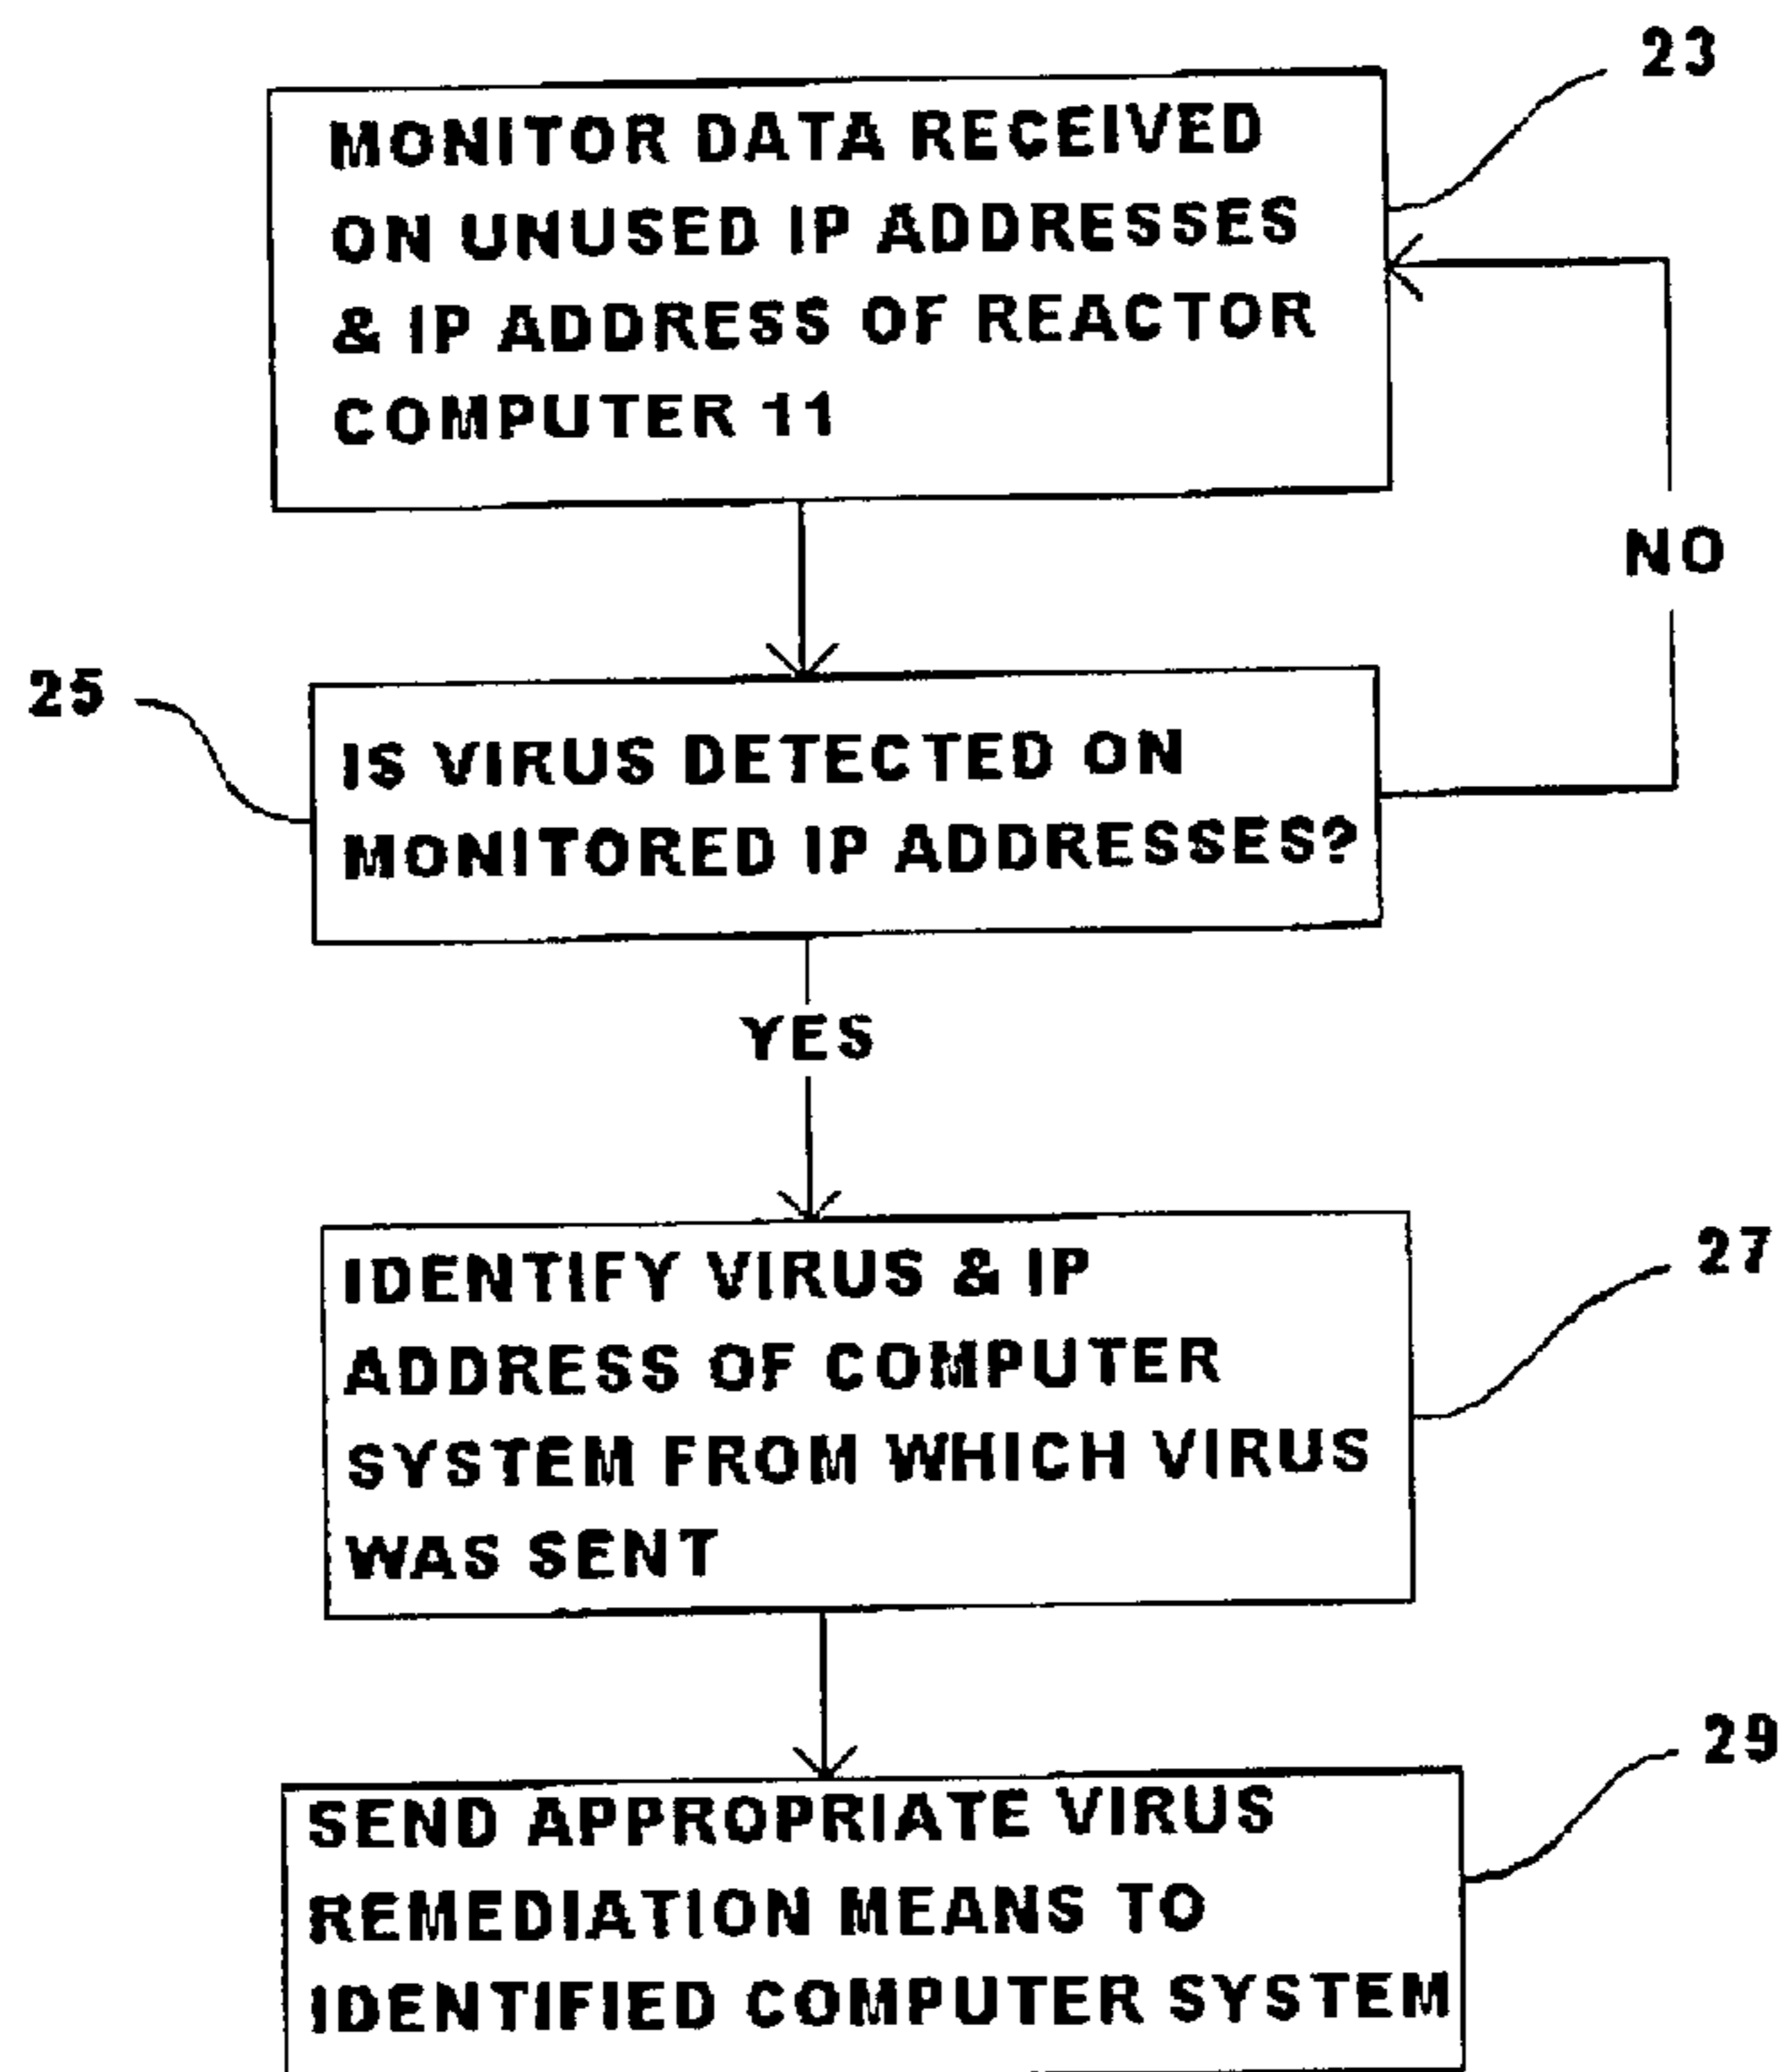 23
MONITOR DATA RECEIVED
ON UNUSED IP ADDRESSES
& IP ADDRESS OF REACTOR
COMPUTER 11
NO
25
IS VIRUS DETECTED ON
MONITORED IP ADDRESSES?
YES
27
IDENTIFY VIRUS & IP
ADDRESS OF COMPUTER
SYSTEM FROM WHICH VIRUS
WAS SENT
29
SEND APPROPRIATE VIRUS
REMEDIATION MEANS TO
IDENTIFIED COMPUTER SYSTEM